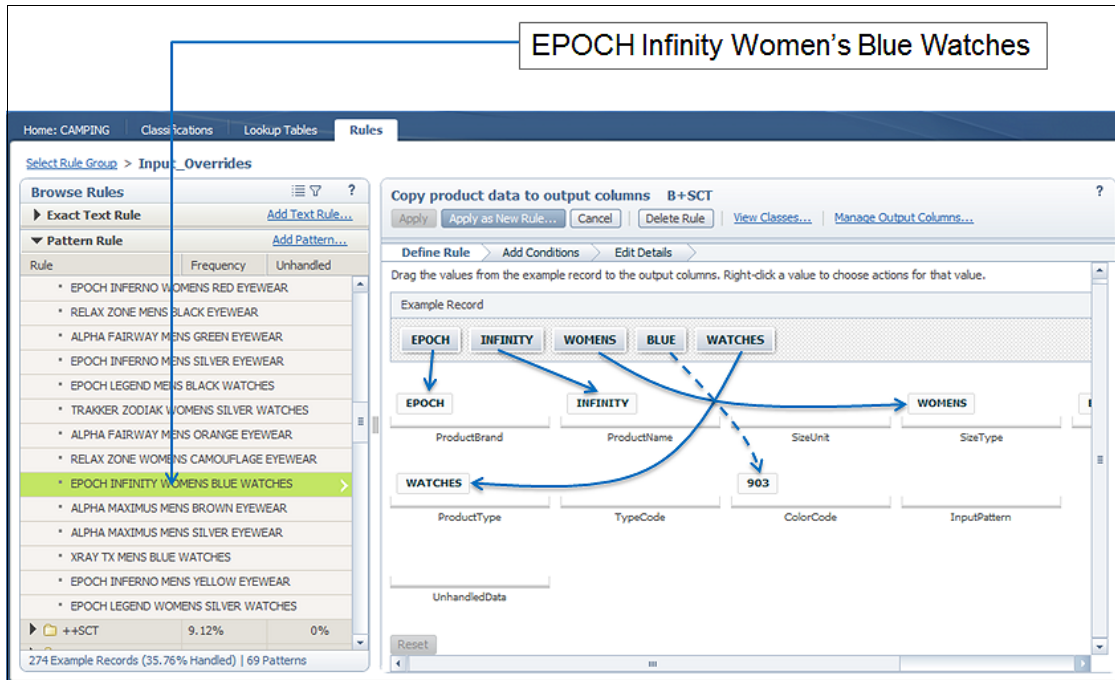 EPOCH Infinity Women's Blue Watches
Home: CAMPING Classifications Lookup Tables Rules
Select Rule Group > Input_Overrides
Browse Rules ?
Exact Text Rule Add Text Rule...
Pattern Rule Add Pattern...
Rule Frequency Unhandled
EPOCH INFERNO WOMENS RED EYEWEAR
RELAX ZONE MENS BLACK EYEWEAR
ALPHA FAIRWAY MENS GREEN EYEWEAR
EPOCH INFERNO MENS SILVER EYEWEAR
EPOCH LEGEND MENS BLACK WATCHES
TRAKKER ZODIAK WOMENS SILVER WATCHES
ALPHA FAIRWAY MENS ORANGE EYEWEAR
RELAX ZONE WOMENS CAMOUFLAGE EYEWEAR
EPOCH INFINITY WOMENS BLUE WATCHES
ALPHA MAXIMUS MENS BROWN EYEWEAR
ALPHA MAXIMUS MENS SILVER EYEWEAR
XRAY TX MENS BLUE WATCHES
EPOCH INFERNO MENS YELLOW EYEWEAR
EPOCH LEGEND WOMENS SILVER WATCHES
++SCT 9.12% 0%
274 Example Records (35.76% Handled) | 69 Patterns
Copy product data to output columns B+SCT ?
Apply Apply as New Rule... Cancel Delete Rule View Classes... Manage Output Columns...
Define Rule Add Conditions Edit Details
Drag the values from the example record to the output columns. Right-click a value to choose actions for that value.
Example Record
EPOCH INFINITY WOMENS BLUE WATCHES
EPOCH INFINITY WOMENS
ProductBrand ProductName SizeUnit SizeType
WATCHES 903
ProductType TypeCode ColorCode InputPattern
UnhandledData
Reset